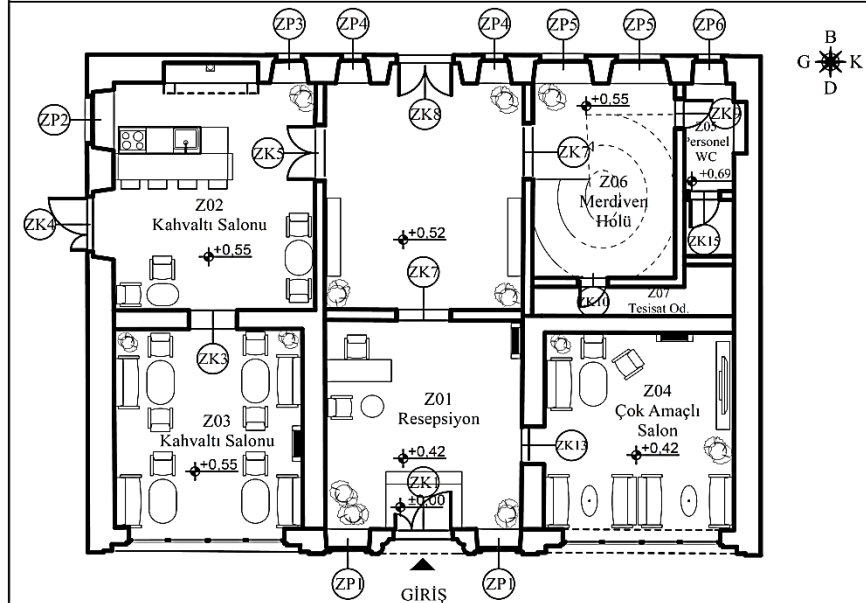 ZP3
ZP4
ZP4
ZP5
ZP5
ZP6
B
G
K
D
ZP2
ZK8
+0,55
ZK9
Z05
Personel
WC
+0,69
ZK5
ZK7
Z06
Merdiven
Holü
ZK4
Z02
Kahvaltı Salonu
+0,55
+0,52
ZK15
ZK7
ZK10
Z07
Tesisat Od.
ZK3
Z03
Kahvaltı Salonu
+0,55
Z01
Resepsiyon
+0,42
ZK1
±0,00
ZK13
Z04
Çok Amaçlı
Salon
+0,42
ZP1
ZP1
GİRİŞ